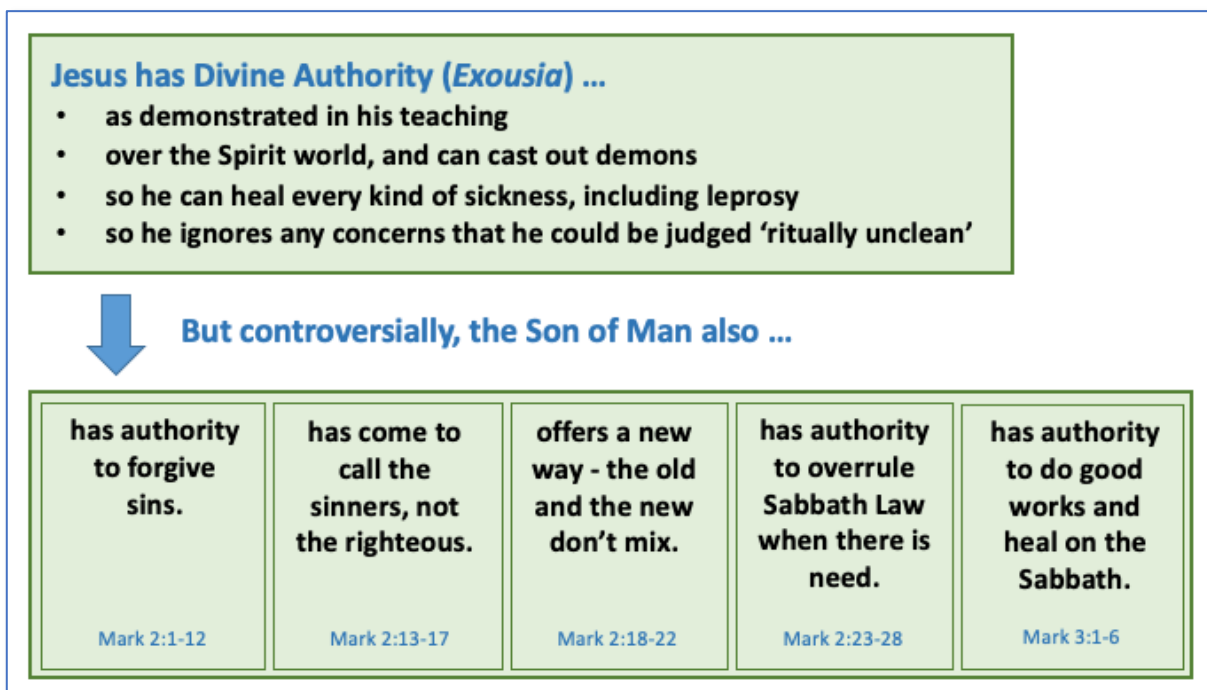 Jesus has Divine Authority (Exousia) ...
• as demonstrated in his teaching
• over the Spirit world, and can cast out demons
• so he can heal every kind of sickness, including leprosy
• so he ignores any concerns that he could be judged ‘ritually unclean’
But controversially, the Son of Man also ...
has authority
to forgive
sins.
Mark 2:1-12
has come to
call the
sinners, not
the righteous.
Mark 2:13-17
offers a new
way - the old
and the new
don’t mix.
Mark 2:18-22
has authority
to overrule
Sabbath Law
when there is
need.
Mark 2:23-28
has authority
to do good
works and
heal on the
Sabbath.
Mark 3:1-6